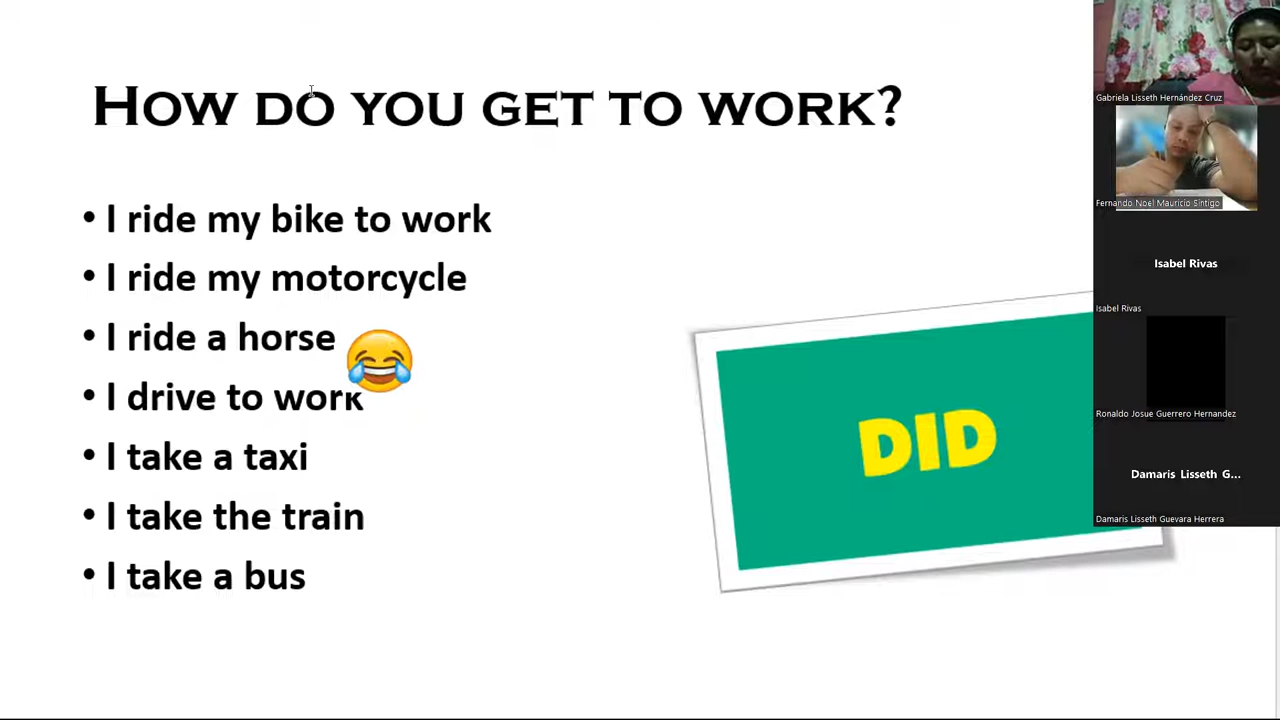 HOW DO YOU GET TO WORK?
• I ride my bike to work
• I ride my motorcycle
• I ride a horse
• I drive to work
• I take a taxi
• I take the train
• I take a bus
DID
Gabriela Lisseth Hernández Cruz
Fernando Noel Mauricio Sintigo
Isabel Rivas
Isabel Rivas
Ronaldo Josue Guerrero Hernandez
Damaris Lisseth G...
Damaris Lisseth Guevara Herrera